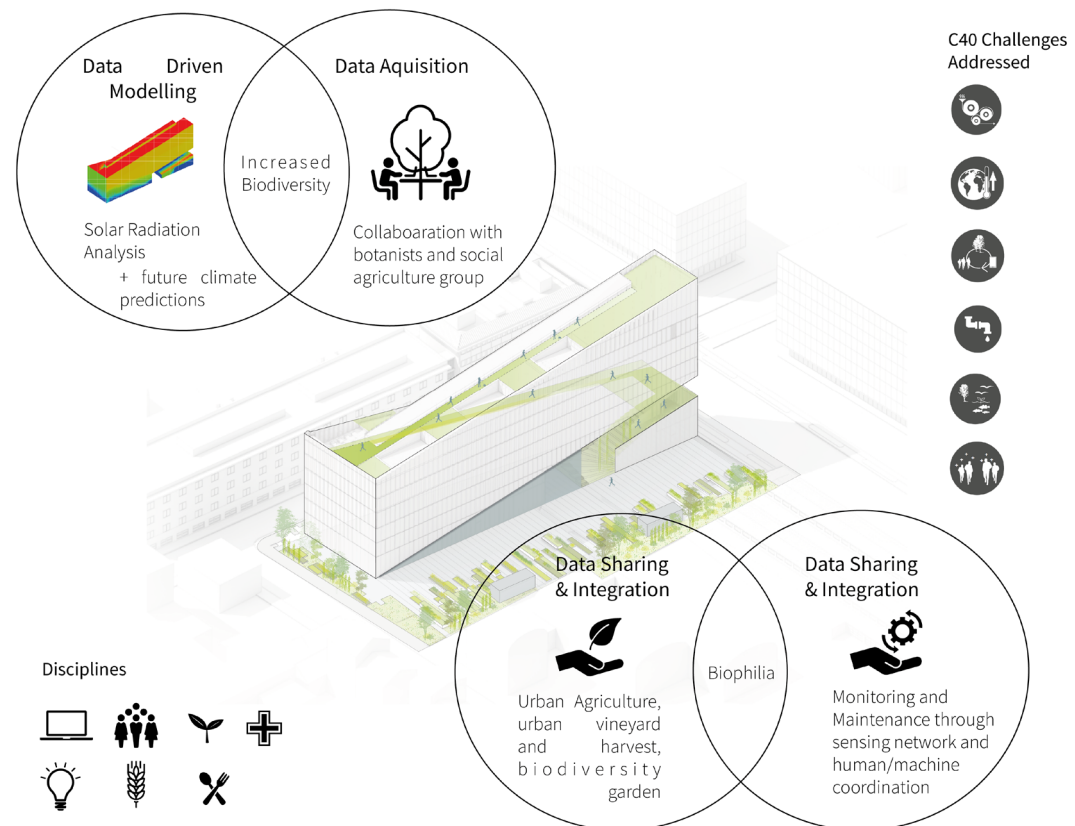 Data Driven
Modelling
Solar Radiation
Analysis
+ future climate
predictions
Increased
Biodiversity
Data Aquisition
Collaboaration with
botanists and social
agriculture group
C40 Challenges
Addressed
Data Sharing
& Integration
Urban Agriculture,
urban vineyard
and harvest,
biodiversity
garden
Biophilia
Data Sharing
& Integration
Monitoring and
Maintenance through
sensing network and
human/machine
coordination
Disciplines